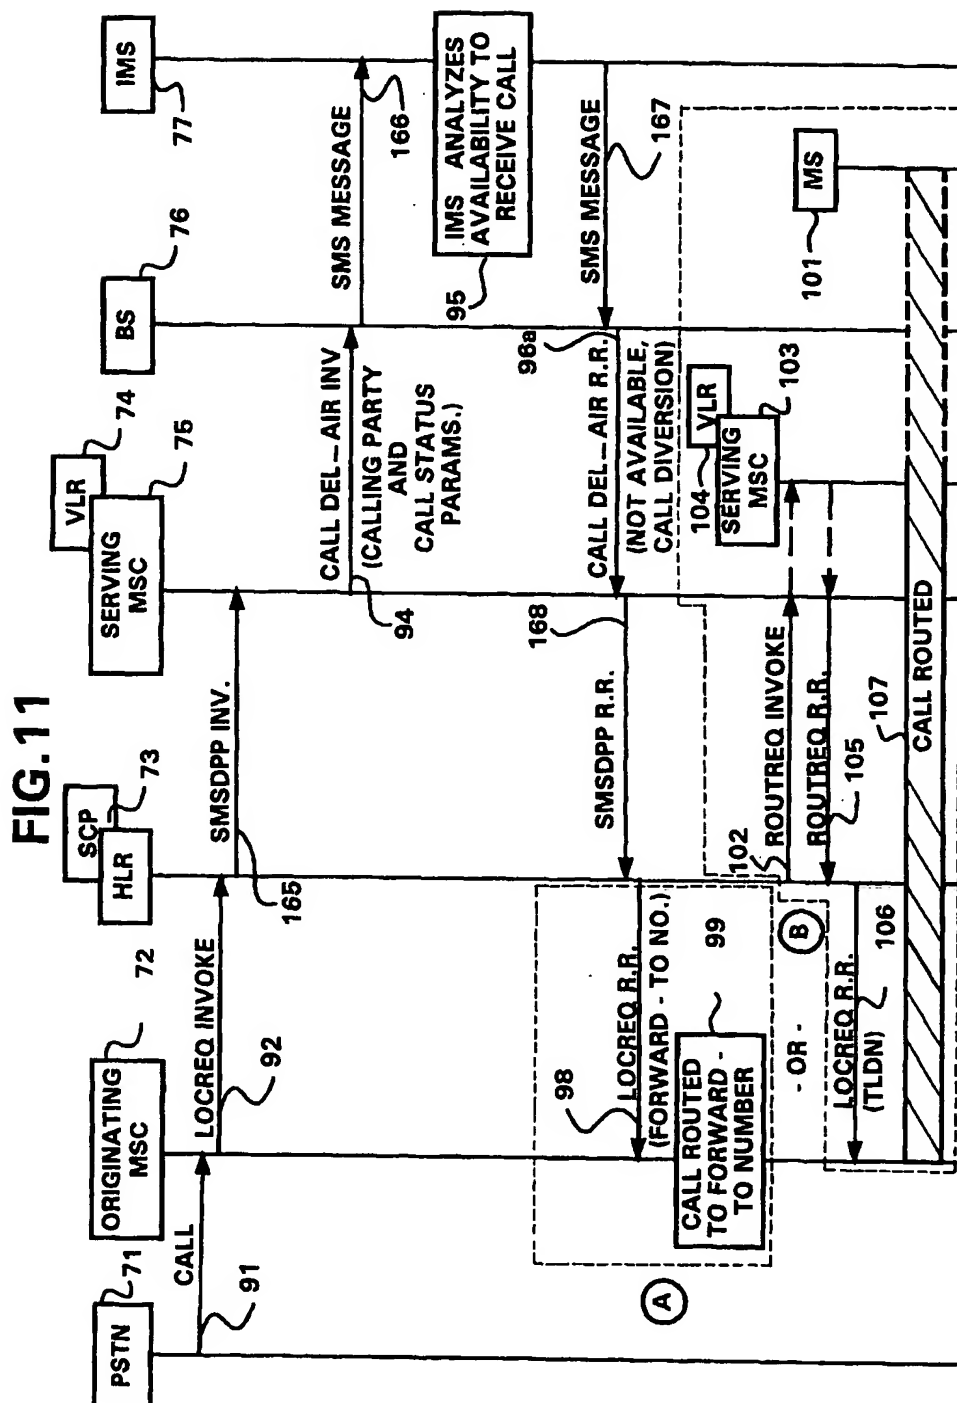 FIG.11
PSTN
71
ORIGINATING
MSC
72
SCP
HLR
73
VLR
74
SERVING
MSC
75
BS
76
IMS
77
CALL
91
LOCREQ INVOKE
92
SMSDPP INV.
165
CALL DEL-AIR INV
(CALLING PARTY
AND
CALL STATUS
PARAMS.)
94
SMS MESSAGE
166
IMS ANALYZES
AVAILABILITY TO
RECEIVE CALL
95
SMS MESSAGE
167
96a
CALL DEL-AIR R.R.
(NOT AVAILABLE,
CALL DIVERSION)
SMSDPP R.R.
168
98
LOCREQ R.R.
(FORWARD - TO NO.)
CALL ROUTED
TO FORWARD -
TO NUMBER
99
A
- OR -
B
MS
101
VLR
104
SERVING
MSC
103
102
ROUTREQ INVOKE
ROUTREQ R.R.
105
LOCREQ R.R.
(TLDN)
106
CALL ROUTED
107